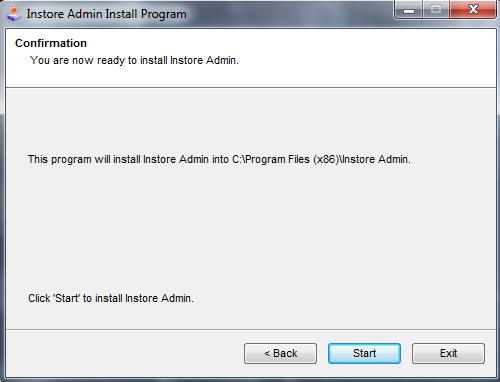 Instore Admin Install Program
Confirmation
You are now ready to install Instore Admin.
This program will install Instore Admin into C:\Program Files (x86)\Instore Admin.
Click 'Start' to install Instore Admin.
< Back
Start
Exit